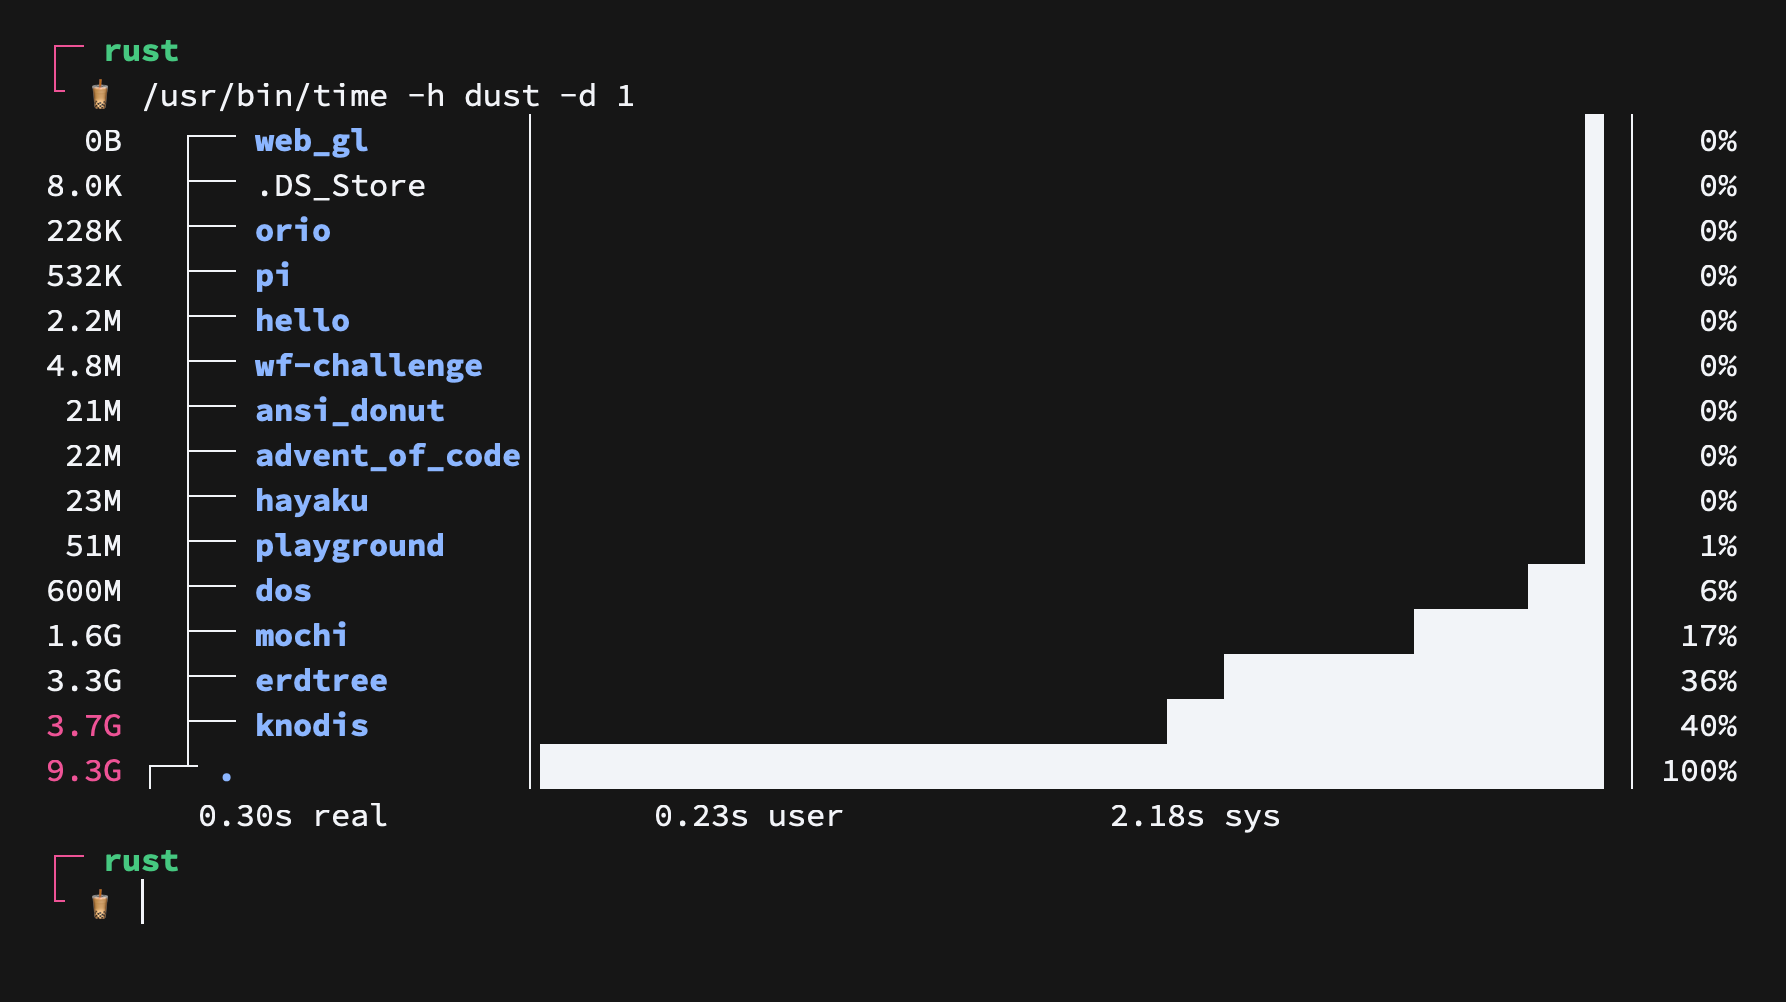 rust
/usr/bin/time -h dust -d 1
0B ├── web_gl 0%
8.0K ├── .DS_Store 0%
228K ├── orio 0%
532K ├── pi 0%
2.2M ├── hello 0%
4.8M ├── wf-challenge 0%
21M ├── ansi_donut 0%
22M ├── advent_of_code 0%
23M ├── hayaku 0%
51M ├── playground 1%
600M ├── dos 6%
1.6G ├── mochi 17%
3.3G ├── erdtree 36%
3.7G ├── knodis 40%
9.3G ┌─┴ . 100%
0.30s real 0.23s user 2.18s sys
rust